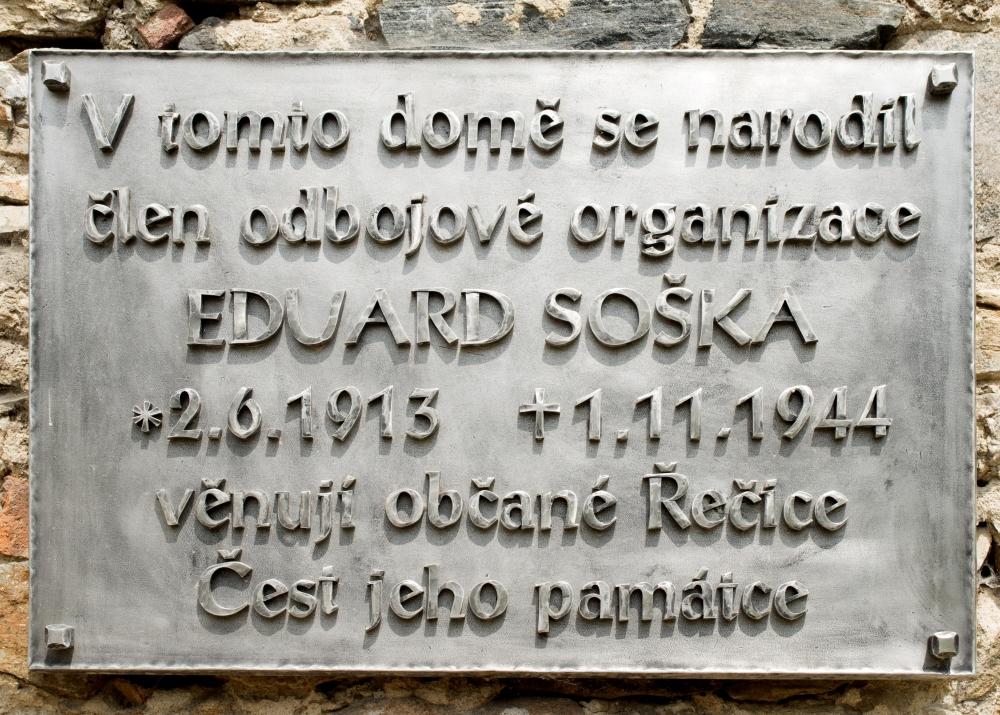 V tomto domě se narodil
člen odbojové organizace
EDUARD SOŠKA
*2.6.1913 †1.11.1944
věnují občané Řečice
Čest jeho památce